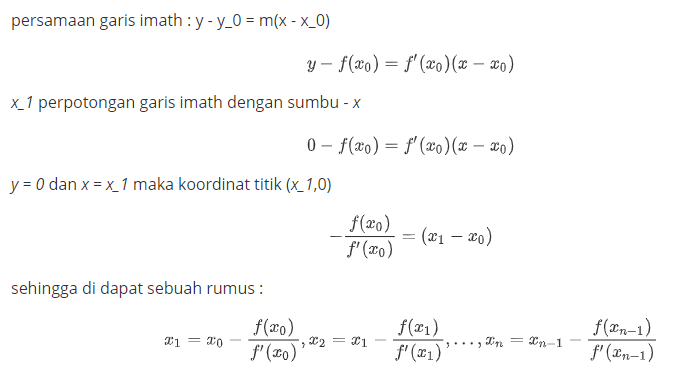 persamaan garis imath : y - y_0 = m(x - x_0)
y − f(x₀) = f′(x₀)(x − x₀)
x_1 perpotongan garis imath dengan sumbu - x
0 − f(x₀) = f′(x₀)(x − x₀)
y = 0 dan x = x_1 maka koordinat titik (x_1,0)
−f(x₀)/f′(x₀) = (x₁ − x₀)
sehingga di dapat sebuah rumus :
x₁ = x₀ − f(x₀)/f′(x₀), x₂ = x₁ − f(x₁)/f′(x₁), . . . , xₙ = xₙ₋₁ − f(xₙ₋₁)/f′(xₙ₋₁)